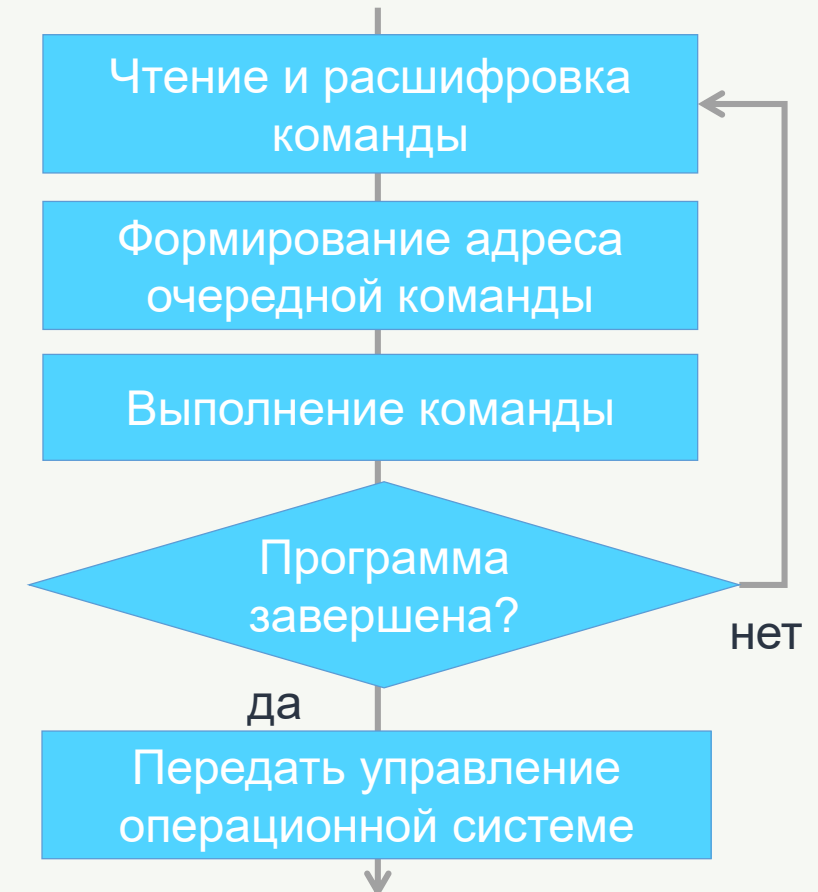 Чтение и расшифровка
команды
Формирование адреса
очередной команды
Выполнение команды
Программа
завершена?
нет
да
Передать управление
операционной системе